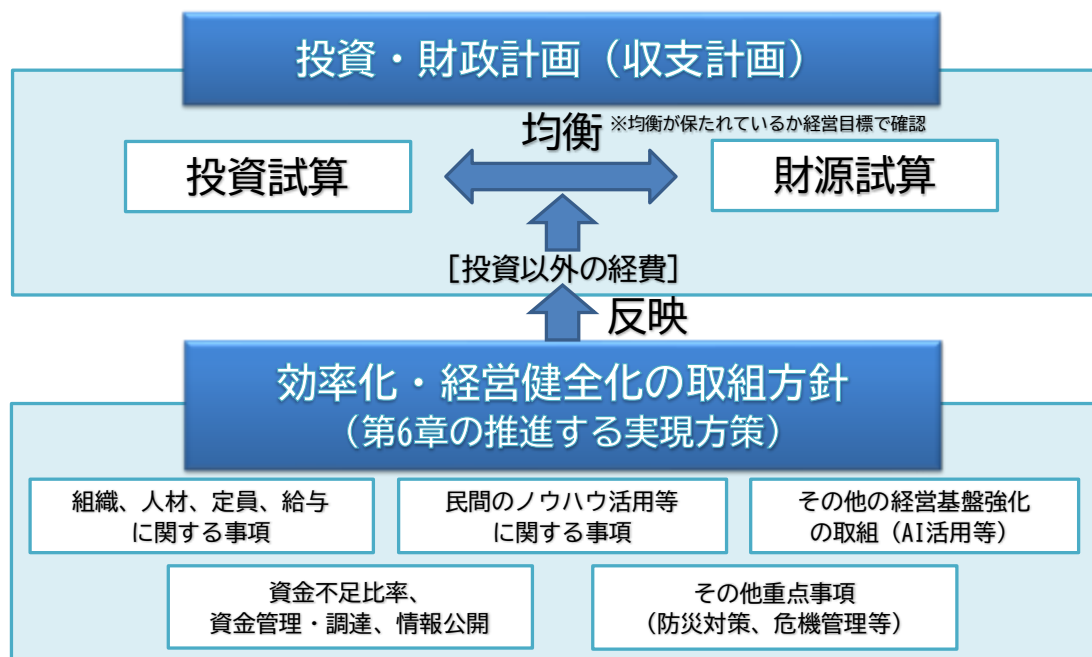 投資・財政計画（収支計画）
均衡 ※均衡が保たれているか経営目標で確認
投資試算
財源試算
［投資以外の経費］
反映
効率化・経営健全化の取組方針
（第6章の推進する実現方策）
組織、人材、定員、給与
に関する事項
民間のノウハウ活用等
に関する事項
その他の経営基盤強化
の取組（AI活用等）
資金不足比率、
資金管理・調達、情報公開
その他重点事項
（防災対策、危機管理等）